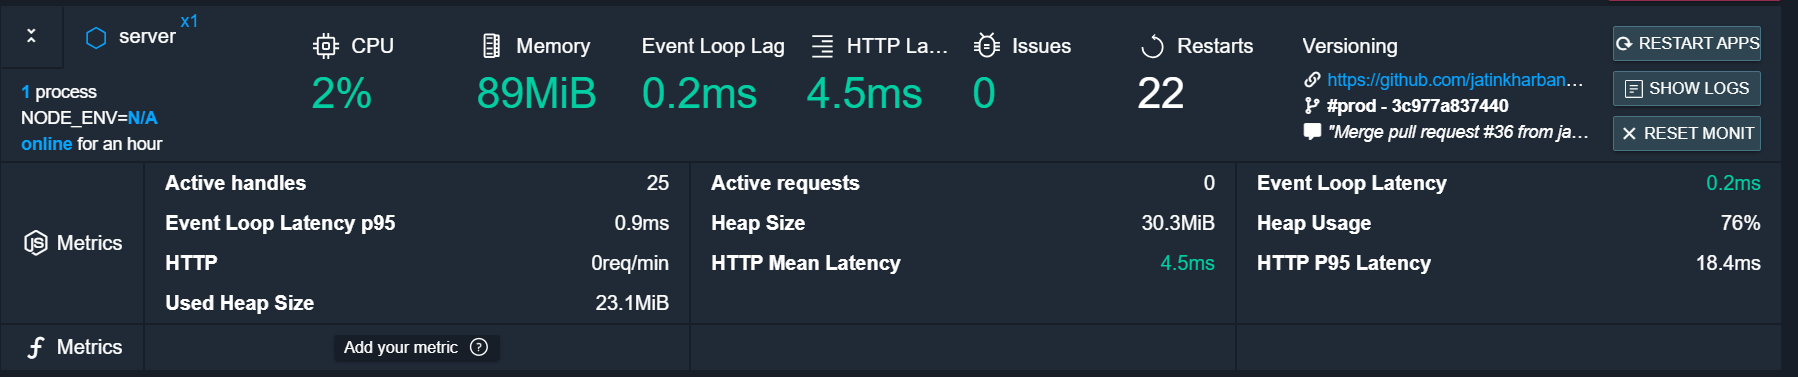 server x1
1 process
NODE_ENV=N/A
online for an hour
CPU
2%
Memory
89MiB
Event Loop Lag
0.2ms
HTTP La...
4.5ms
Issues
0
Restarts
22
Versioning
https://github.com/jatinkharban...
#prod - 3c977a837440
"Merge pull request #36 from ja...
RESTART APPS
SHOW LOGS
RESET MONIT
JS Metrics
Active handles 25
Event Loop Latency p95 0.9ms
HTTP 0req/min
Used Heap Size 23.1MiB
Active requests 0
Heap Size 30.3MiB
HTTP Mean Latency 4.5ms
Event Loop Latency 0.2ms
Heap Usage 76%
HTTP P95 Latency 18.4ms
Metrics
Add your metric ?